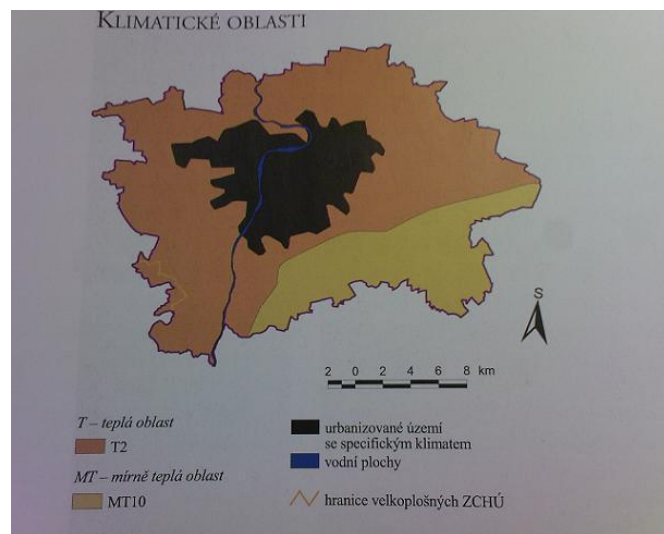 KLIMATICKÉ OBLASTI
S
2 0 2 4 6 8 km
T – teplá oblast
T2
MT – mírně teplá oblast
MT10
urbanizované území
se specifickým klimatem
vodní plochy
hranice velkoplošných ZCHÚ